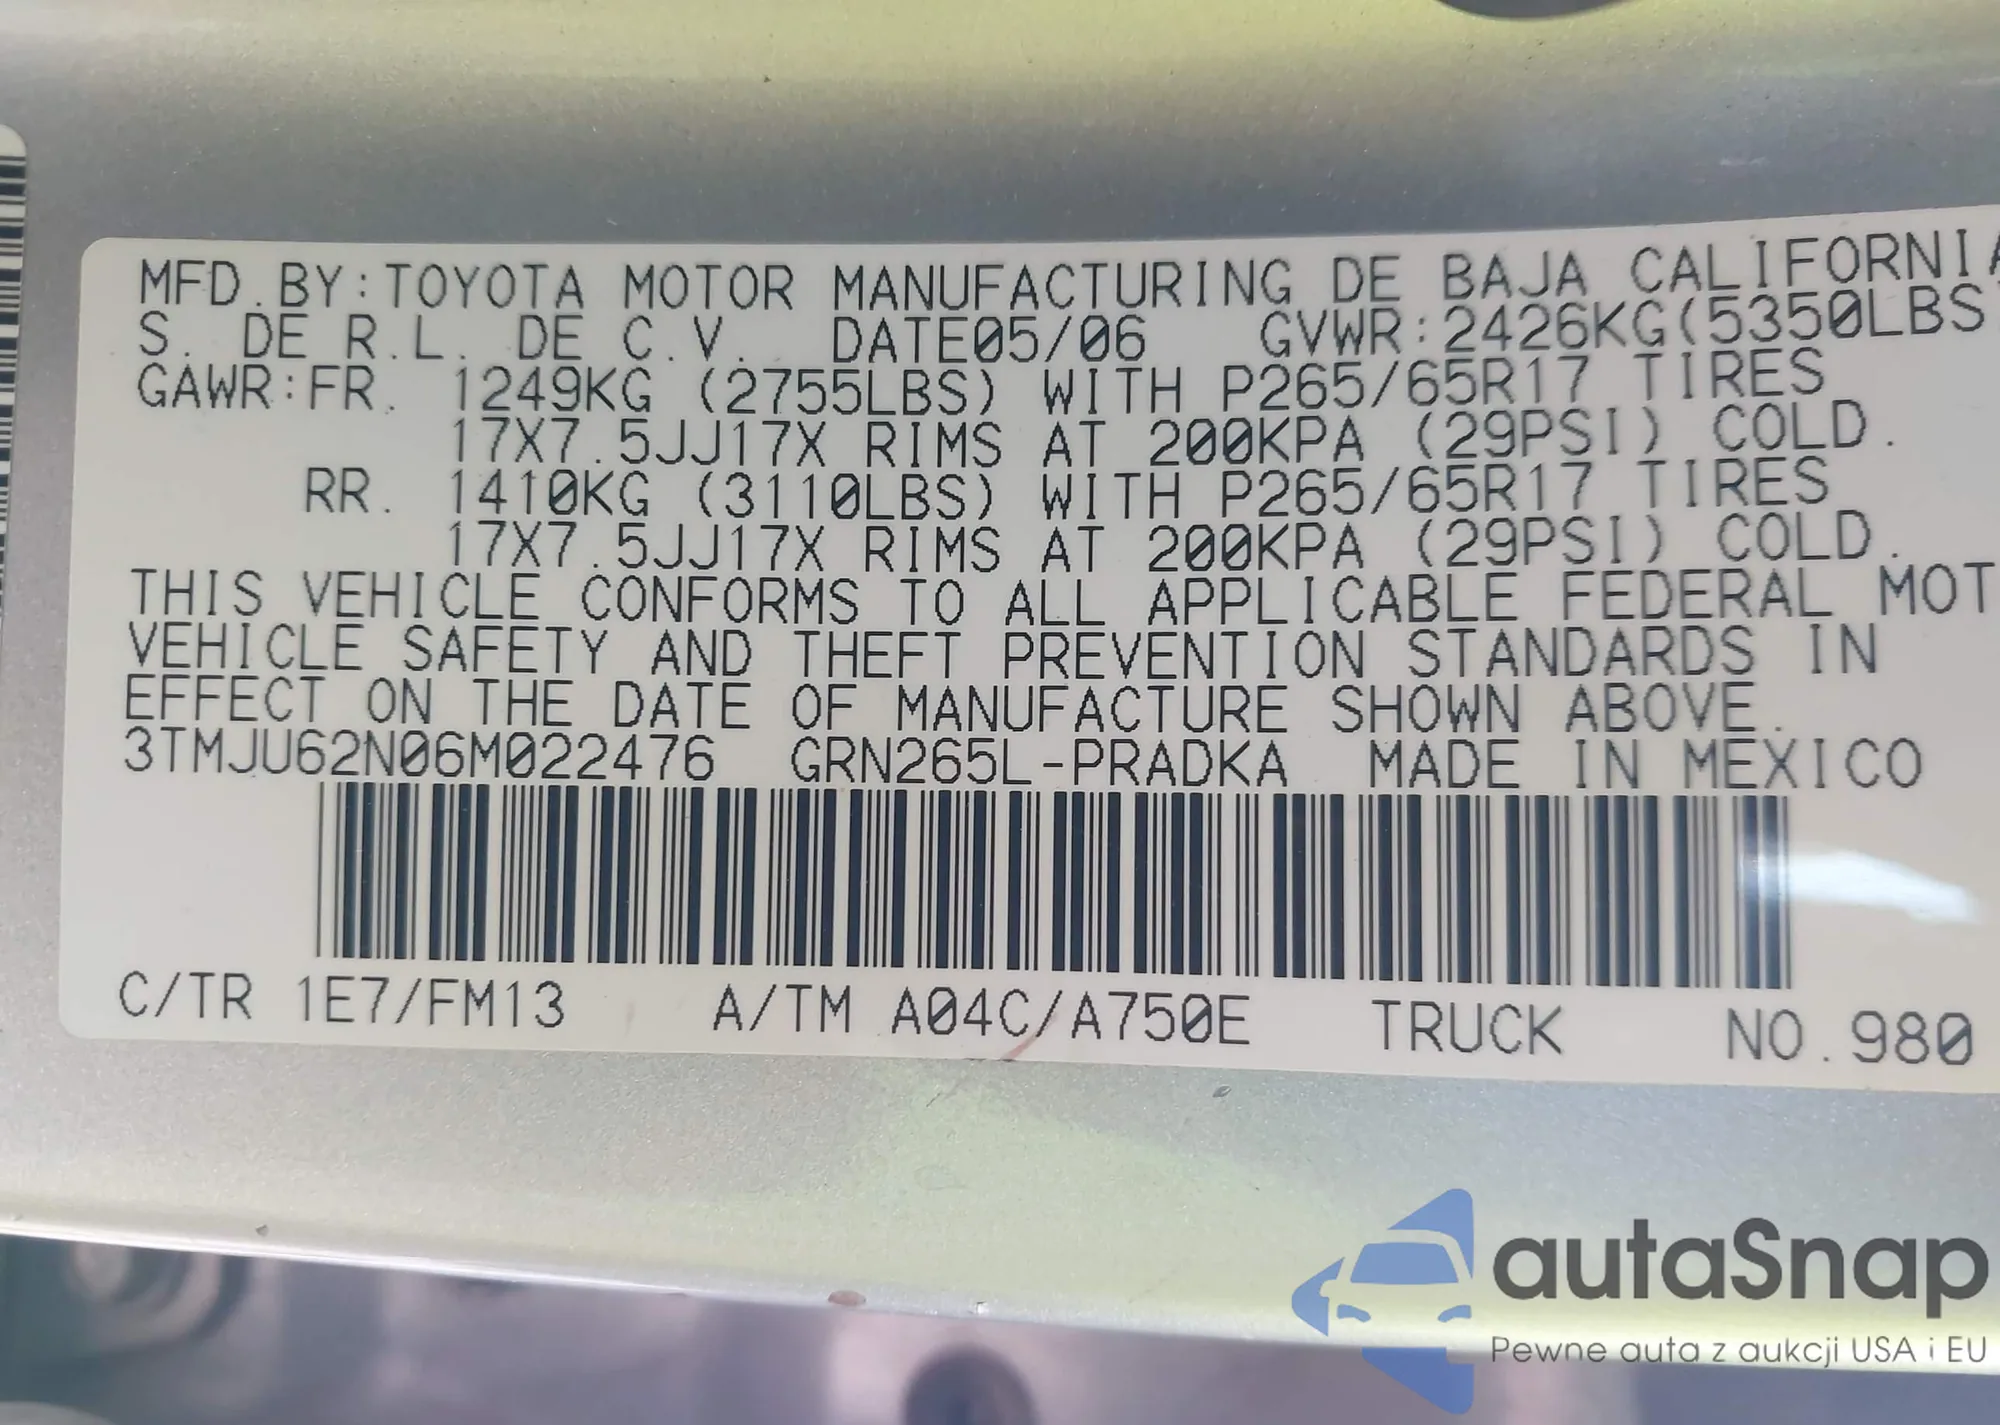 MFD.BY:TOYOTA MOTOR MANUFACTURING DE BAJA CALIFORNIA
S. DE R.L. DE C.V. DATE05/06 GVWR:2426KG(5350LBS)
GAWR:FR. 1249KG (2755LBS) WITH P265/65R17 TIRES
17X7.5JJ17X RIMS AT 200KPA (29PSI) COLD.
RR. 1410KG (3110LBS) WITH P265/65R17 TIRES
17X7.5JJ17X RIMS AT 200KPA (29PSI) COLD.
THIS VEHICLE CONFORMS TO ALL APPLICABLE FEDERAL MOT
VEHICLE SAFETY AND THEFT PREVENTION STANDARDS IN
EFFECT ON THE DATE OF MANUFACTURE SHOWN ABOVE.
3TMJU62N06M022476 GRN265L-PRADKA MADE IN MEXICO
C/TR 1E7/FM13 A/TM A04C/A750E TRUCK NO.980
autaSnap
Pewne auta z aukcji USA i EU